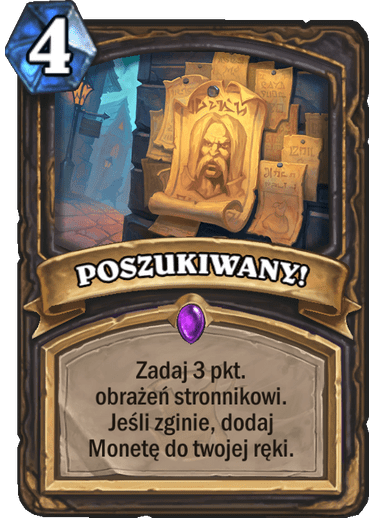 4
POSZUKIWANY!
Zadaj 3 pkt.
obrażeń stronnikowi.
Jeśli zginie, dodaj
Monetę do twojej ręki.